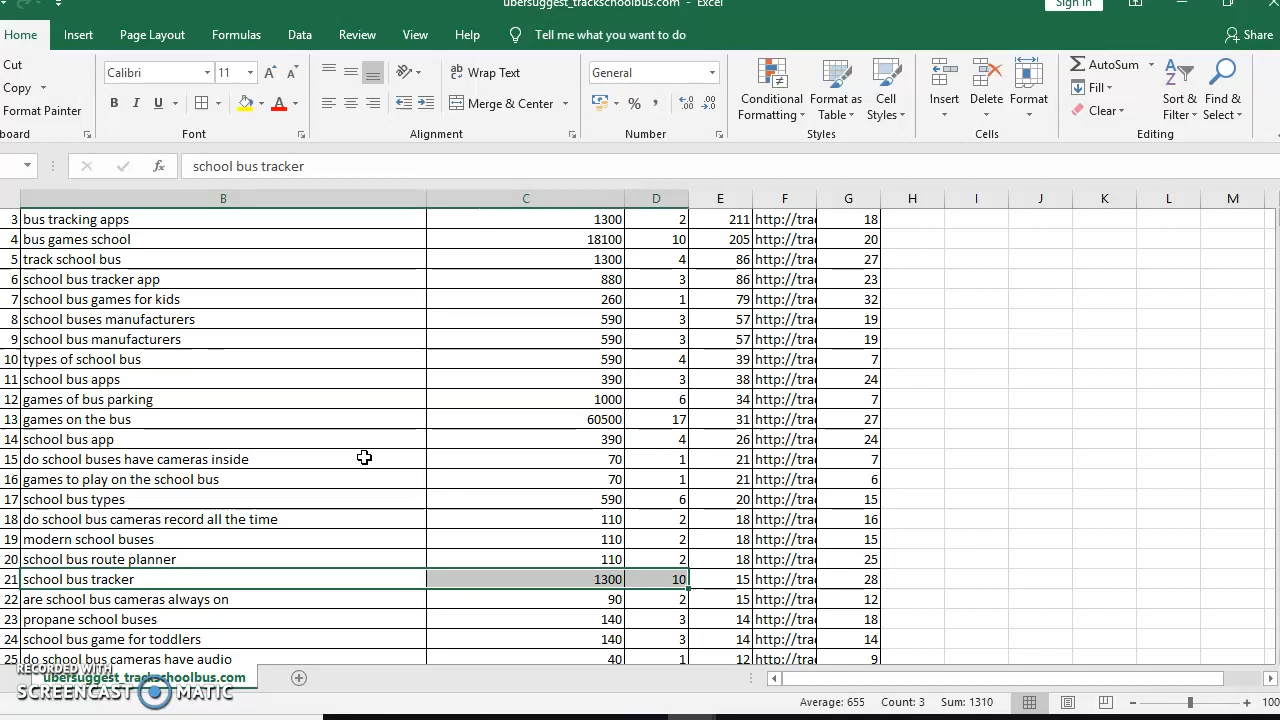 ubersuggest_trackschoolbus.com - Excel Sign in
Home Insert Page Layout Formulas Data Review View Help Tell me what you want to do Share
Cut
Copy
Format Painter
Calibri 11 A A
B I U A
ab Wrap Text
Merge & Center
General
% ,
Conditional Formatting
Format as Table
Cell Styles
Insert Delete Format
AutoSum
Fill
Clear
Sort & Filter
Find & Select
board Font Alignment Number Styles Cells Editing
fx school bus tracker
B C D E F G H I J K L M
3 bus tracking apps 1300 2 211 http://tra 18
4 bus games school 18100 10 205 http://tra 20
5 track school bus 1300 4 86 http://tra 27
6 school bus tracker app 880 3 86 http://tra 23
7 school bus games for kids 260 1 79 http://tra 32
8 school buses manufacturers 590 3 57 http://tra 19
9 school bus manufacturers 590 3 57 http://tra 19
10 types of school bus 590 4 39 http://tra 7
11 school bus apps 390 3 38 http://tra 24
12 games of bus parking 1000 6 34 http://tra 7
13 games on the bus 60500 17 31 http://tra 27
14 school bus app 390 4 26 http://tra 24
15 do school buses have cameras inside 70 1 21 http://tra 7
16 games to play on the school bus 70 1 21 http://tra 6
17 school bus types 590 6 20 http://tra 15
18 do school bus cameras record all the time 110 2 18 http://tra 16
19 modern school buses 110 2 18 http://tra 15
20 school bus route planner 110 2 18 http://tra 25
21 school bus tracker 1300 10 15 http://tra 28
22 are school bus cameras always on 90 2 15 http://tra 12
23 propane school buses 140 3 14 http://tra 18
24 school bus game for toddlers 140 3 14 http://tra 14
25 do school bus cameras have audio 40 1 12 http://tra 9
RECORDED WITH
ubersuggest_trackschoolbus.com
SCREENCAST MATIC
Average: 655 Count: 3 Sum: 1310 100